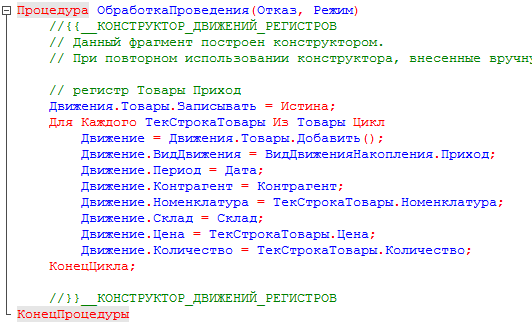 Процедура ОбработкаПроведения(Отказ, Режим)
//{{__КОНСТРУКТОР_ДВИЖЕНИЙ_РЕГИСТРОВ
// Данный фрагмент построен конструктором.
// При повторном использовании конструктора, внесенные вручну
// регистр Товары Приход
Движения.Товары.Записывать = Истина;
Для Каждого ТекСтрокаТовары Из Товары Цикл
Движение = Движения.Товары.Добавить();
Движение.ВидДвижения = ВидДвиженияНакопления.Приход;
Движение.Период = Дата;
Движение.Контрагент = Контрагент;
Движение.Номенклатура = ТекСтрокаТовары.Номенклатура;
Движение.Склад = Склад;
Движение.Цена = ТекСтрокаТовары.Цена;
Движение.Количество = ТекСтрокаТовары.Количество;
КонецЦикла;
//}}__КОНСТРУКТОР_ДВИЖЕНИЙ_РЕГИСТРОВ
КонецПроцедуры